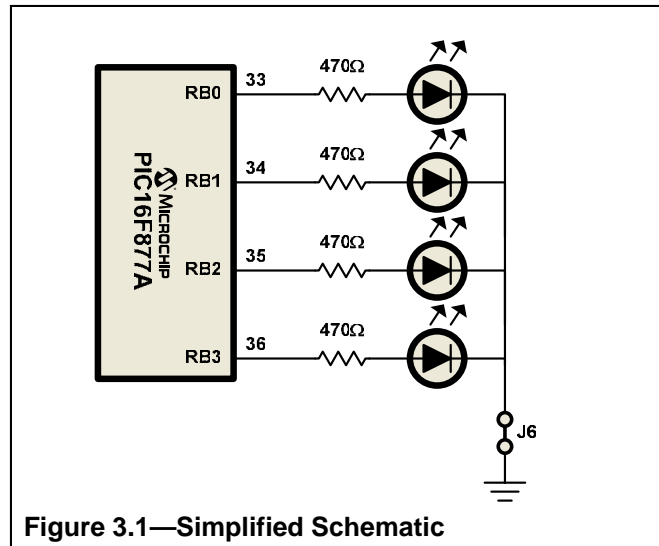 470Ω
33
RB0
470Ω
34
RB1
MICROCHIP
PIC16F877A
470Ω
35
RB2
470Ω
36
RB3
J6
Figure 3.1—Simplified Schematic